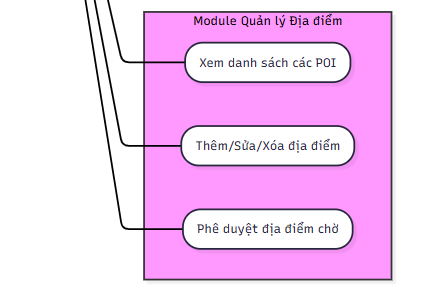 Module Quản lý Địa điểm
Xem danh sách các POI
Thêm/Sửa/Xóa địa điểm
Phê duyệt địa điểm chờ